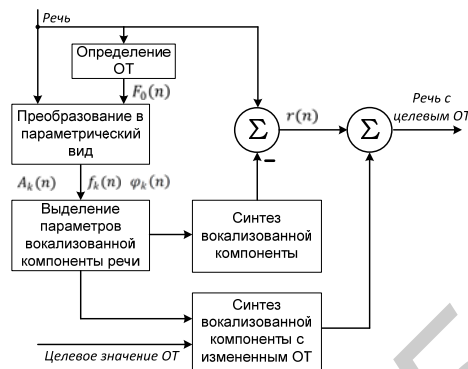 Речь
Определение
ОТ
F₀(n)
Преобразование в
параметрический
вид
Σ
r(n)
Σ
Речь с
целевым ОТ
−
Aₖ(n) fₖ(n) φₖ(n)
Выделение
параметров
вокализованной
компоненты речи
Синтез
вокализованной
компоненты
Синтез
вокализованной
компоненты с
измененным ОТ
Целевое значение ОТ